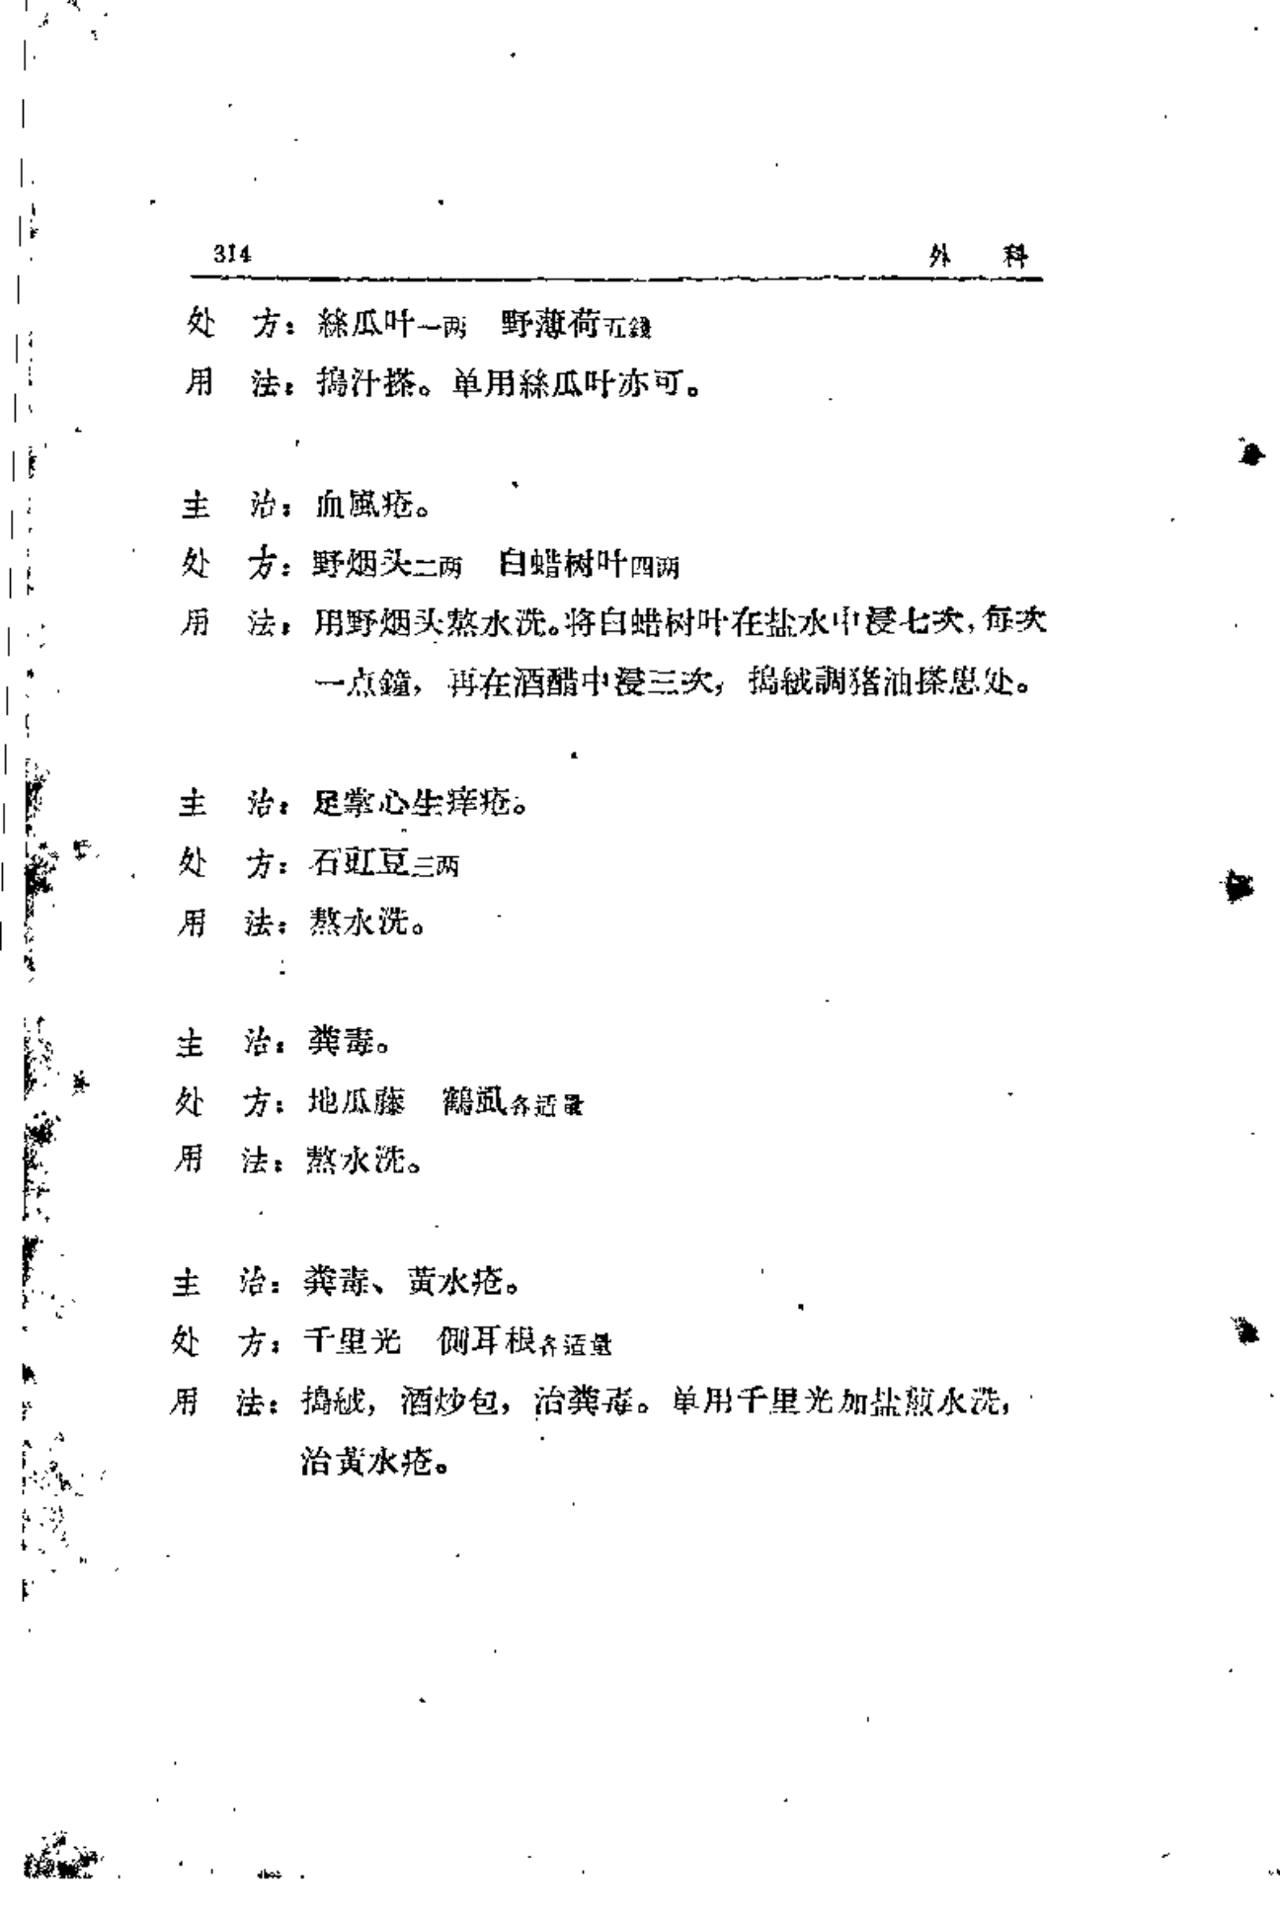 314 外 科
处 方：絲瓜叶一两 野薄荷五錢
用 法：搗汁搽。单用絲瓜叶亦可。
主 治：血風疮。
处 方：野烟头二两 白蜡树叶四两
用 法：用野烟头熬水洗。将白蜡树叶在盐水中浸七次，每次
一点鐘，再在酒醋中浸三次，搗絨調猪油搽患处。
主 治：足掌心生痒疮。
处 方：石豇豆三两
用 法：熬水洗。
主 治：粪毒。
处 方：地瓜藤 鶴虱各适量
用 法：熬水洗。
主 治：粪毒、黃水疮。
处 方：千里光 側耳根各适量
用 法：搗絨，酒炒包，治粪毒。单用千里光加盐煎水洗，
治黃水疮。